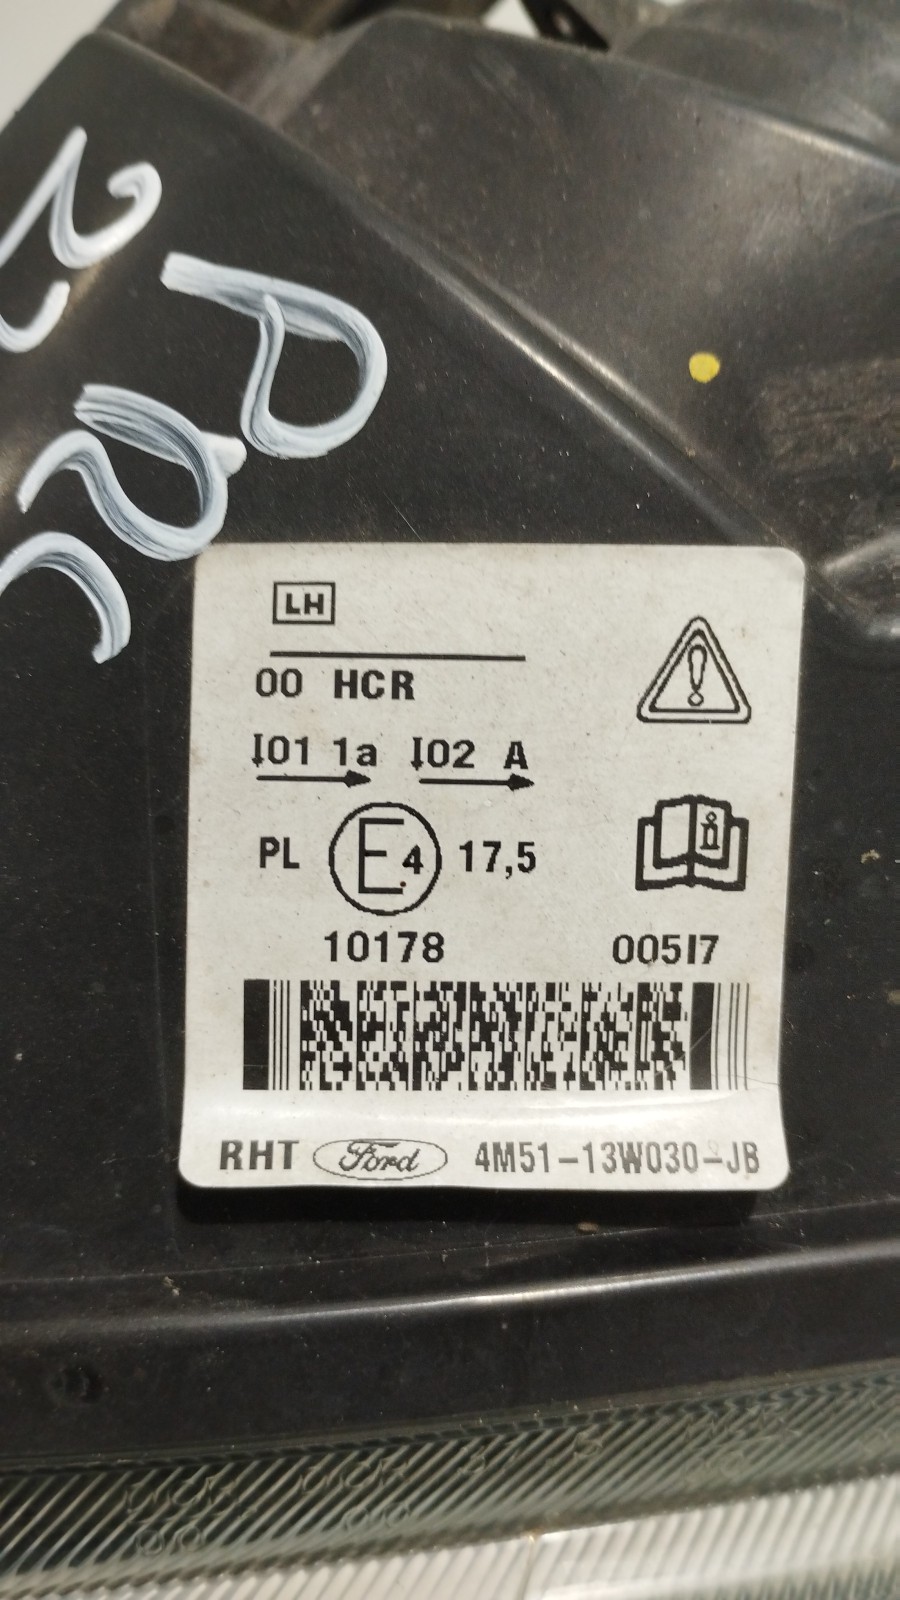 LH
00 HCR
I01 1a I02 A
PL E4 17,5
10178 005I7
RHT Ford 4M51-13W030-JB